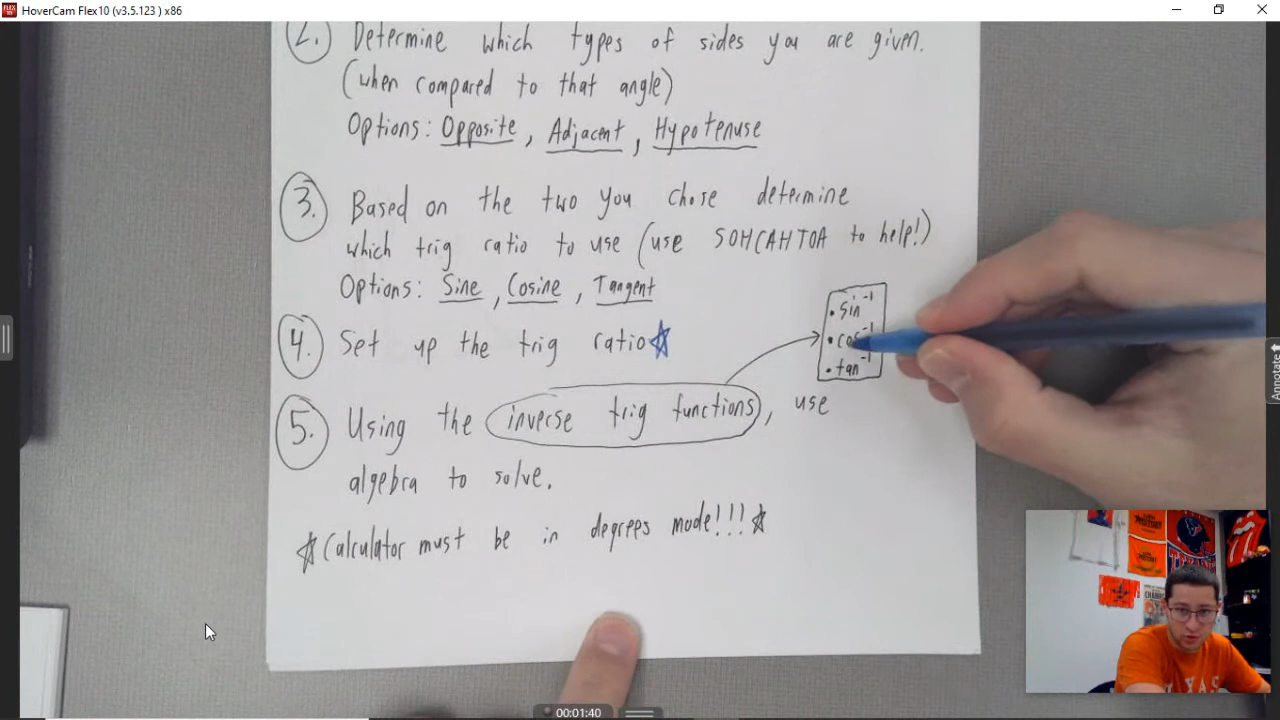 HoverCam Flex10 (v3.5.123 ) x86
2. Determine which types of sides you are given.
(when compared to that angle)
Options: Opposite, Adjacent, Hypotenuse
3. Based on the two you chose determine
which trig ratio to use (use SOHCAHTOA to help!)
Options: Sine, Cosine, Tangent
4. Set up the trig ratio☆
• sin⁻¹
• cos⁻¹
• tan⁻¹
5. Using the inverse trig functions, use
algebra to solve.
☆Calculator must be in degrees mode!!!☆
Annotate
TEXANS
TEXAS
00:01:40